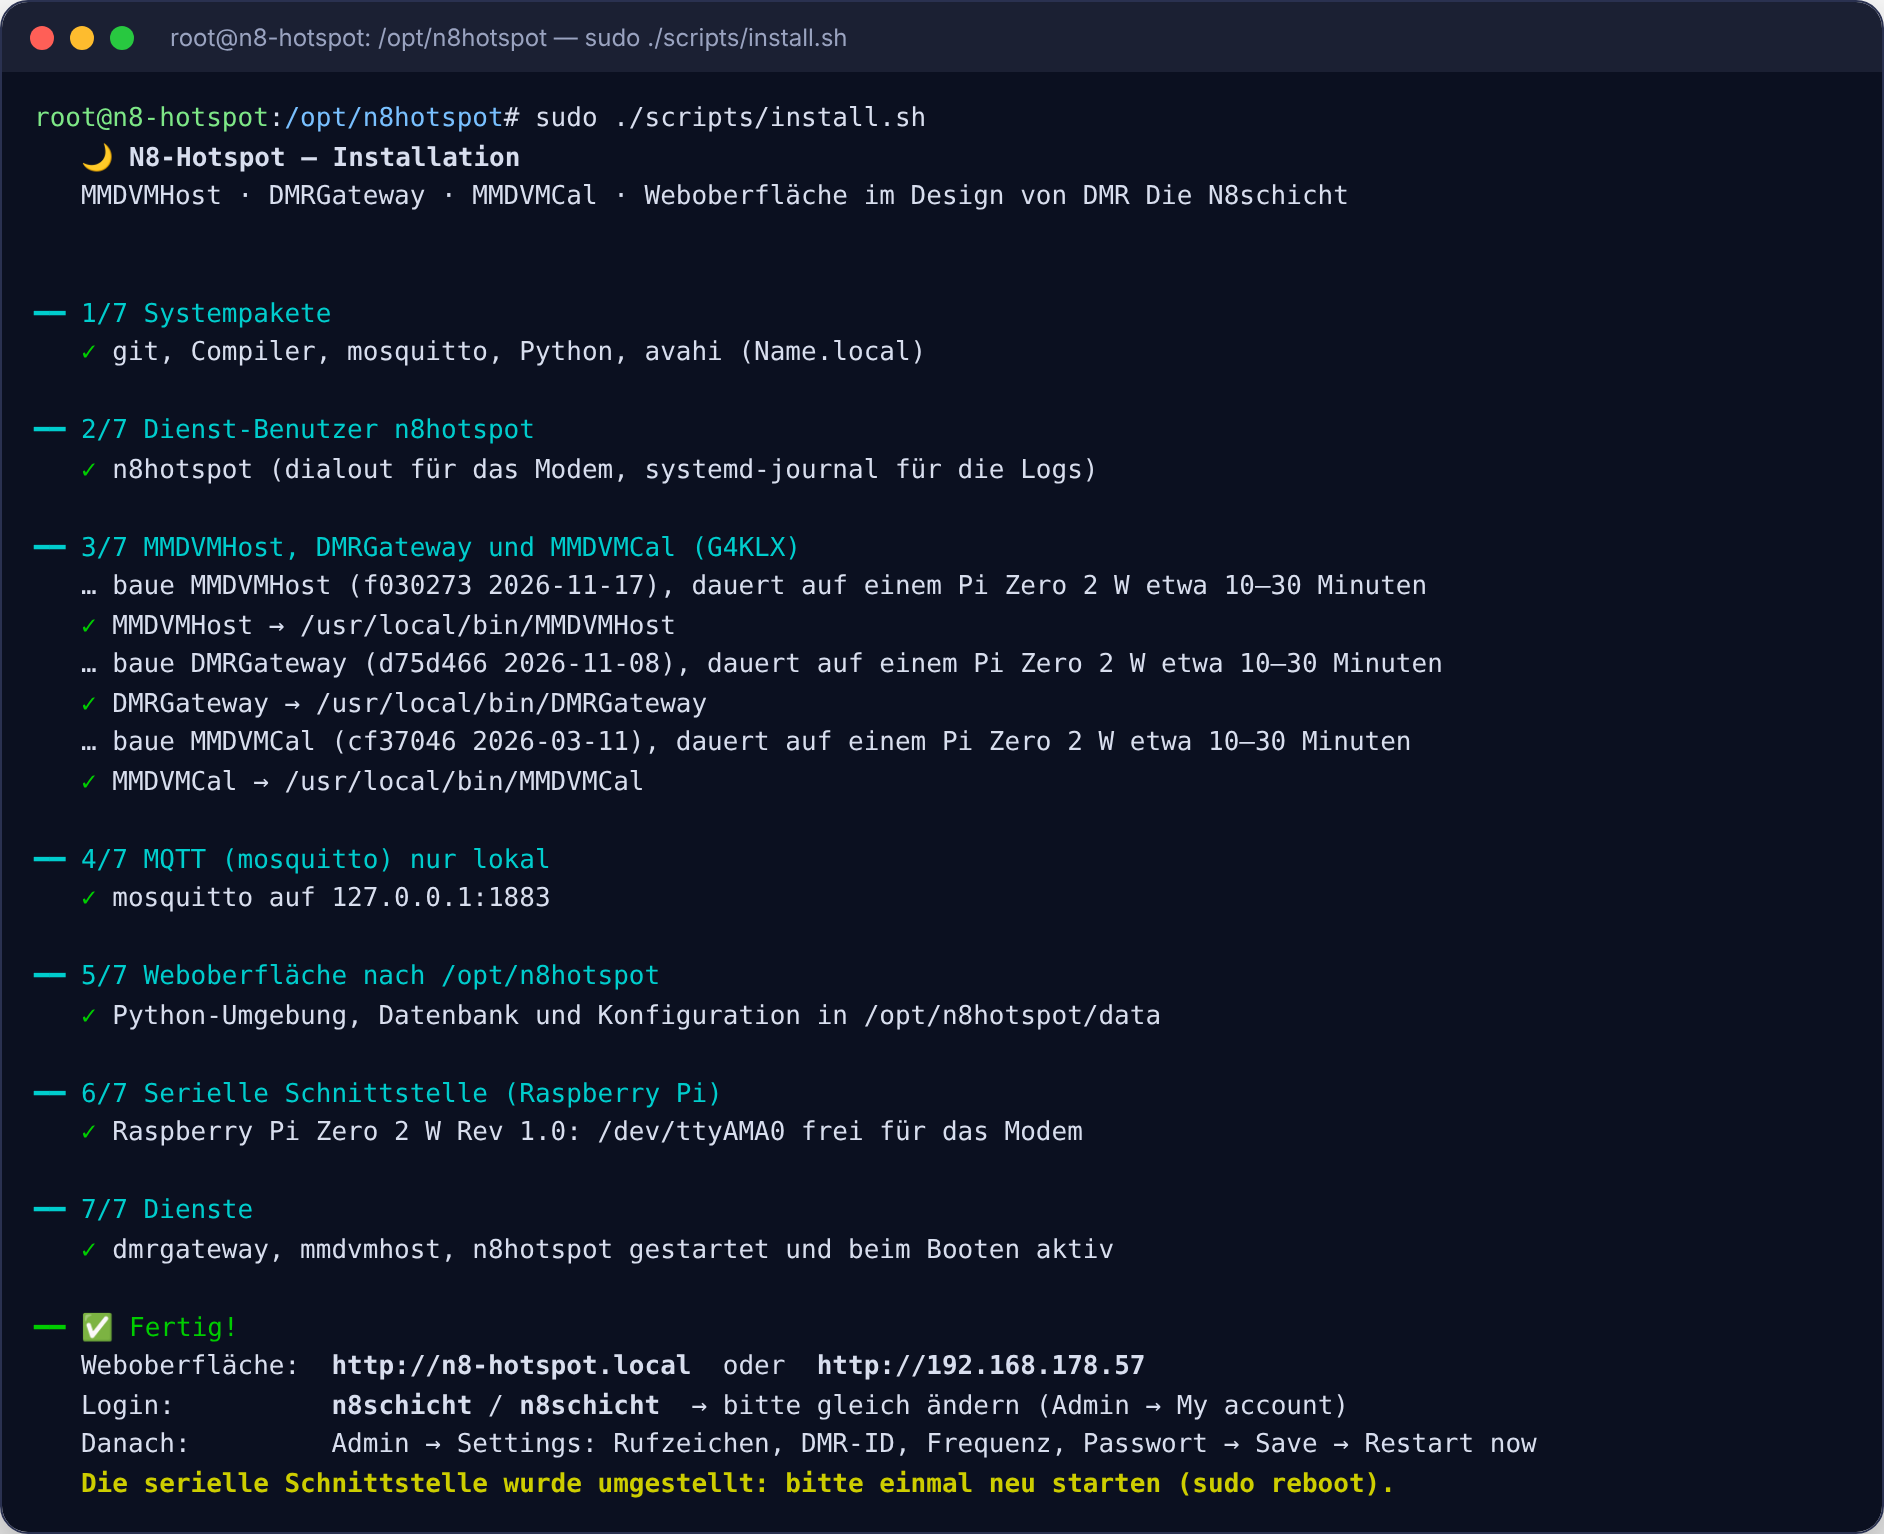 root@n8-hotspot: /opt/n8hotspot — sudo ./scripts/install.sh
root@n8-hotspot:/opt/n8hotspot# sudo ./scripts/install.sh
🌙 N8-Hotspot — Installation
MMDVMHost · DMRGateway · MMDVMCal · Weboberfläche im Design von DMR Die N8schicht
━━ 1/7 Systempakete
✓ git, Compiler, mosquitto, Python, avahi (Name.local)
━━ 2/7 Dienst-Benutzer n8hotspot
✓ n8hotspot (dialout für das Modem, systemd-journal für die Logs)
━━ 3/7 MMDVMHost, DMRGateway und MMDVMCal (G4KLX)
… baue MMDVMHost (f030273 2026-11-17), dauert auf einem Pi Zero 2 W etwa 10–30 Minuten
✓ MMDVMHost → /usr/local/bin/MMDVMHost
… baue DMRGateway (d75d466 2026-11-08), dauert auf einem Pi Zero 2 W etwa 10–30 Minuten
✓ DMRGateway → /usr/local/bin/DMRGateway
… baue MMDVMCal (cf37046 2026-03-11), dauert auf einem Pi Zero 2 W etwa 10–30 Minuten
✓ MMDVMCal → /usr/local/bin/MMDVMCal
━━ 4/7 MQTT (mosquitto) nur lokal
✓ mosquitto auf 127.0.0.1:1883
━━ 5/7 Weboberfläche nach /opt/n8hotspot
✓ Python-Umgebung, Datenbank und Konfiguration in /opt/n8hotspot/data
━━ 6/7 Serielle Schnittstelle (Raspberry Pi)
✓ Raspberry Pi Zero 2 W Rev 1.0: /dev/ttyAMA0 frei für das Modem
━━ 7/7 Dienste
✓ dmrgateway, mmdvmhost, n8hotspot gestartet und beim Booten aktiv
━━ ✅ Fertig!
Weboberfläche: http://n8-hotspot.local oder http://192.168.178.57
Login: n8schicht / n8schicht → bitte gleich ändern (Admin → My account)
Danach: Admin → Settings: Rufzeichen, DMR-ID, Frequenz, Passwort → Save → Restart now
Die serielle Schnittstelle wurde umgestellt: bitte einmal neu starten (sudo reboot).